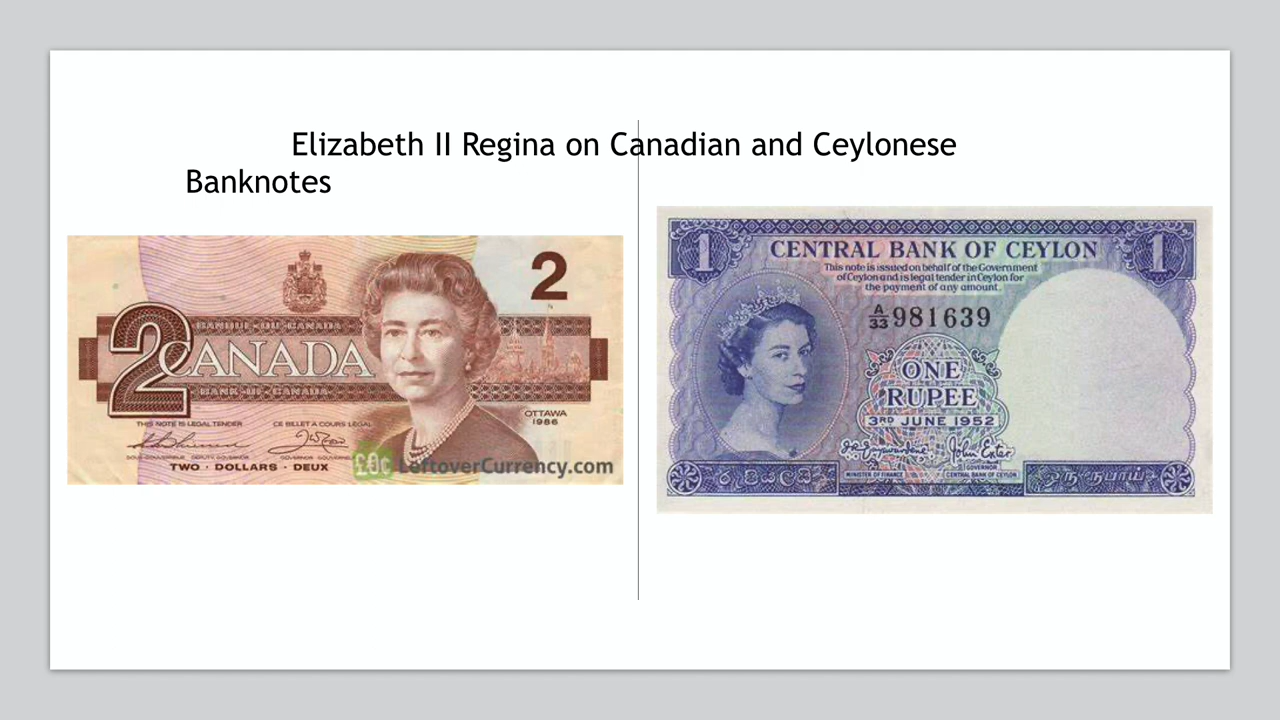 Elizabeth II Regina on Canadian and Ceylonese
Banknotes
2
BANQUE · DU · CANADA
2
CANADA
BANK · OF · CANADA
OTTAWA
1986
THIS NOTE IS LEGAL TENDER
CE BILLET A COURS LEGAL
TWO · DOLLARS · DEUX
£0¢ LeftoverCurrency.com
1
CENTRAL BANK OF CEYLON
1
This note is issued on behalf of the Government
of Ceylon and is legal tender in Ceylon for
the payment of any amount.
A/33 981639
ONE
RUPEE
3RD JUNE 1952
MINISTER OF FINANCE
GOVERNOR
CENTRAL BANK OF CEYLON
රුපියලයි
ஒரு ரூபாய்